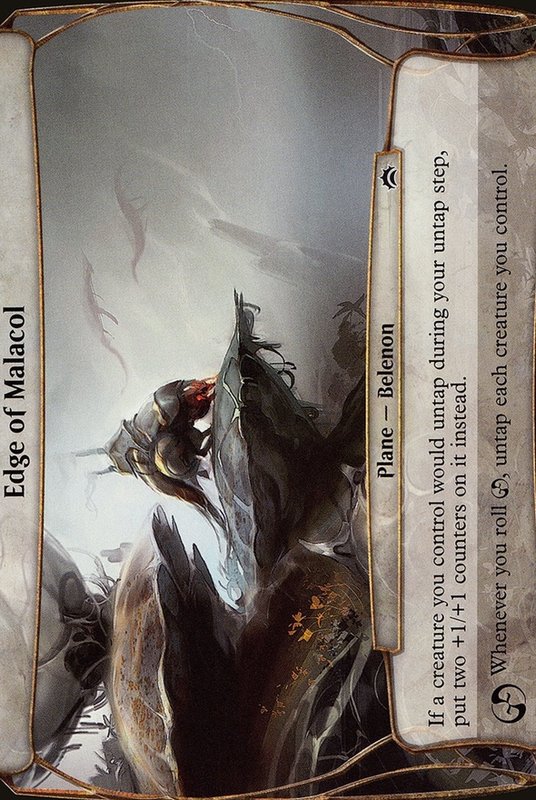 Edge of Malacol
Plane — Belenon
If a creature you control would untap during your untap step,
put two +1/+1 counters on it instead.
Whenever you roll , untap each creature you control.